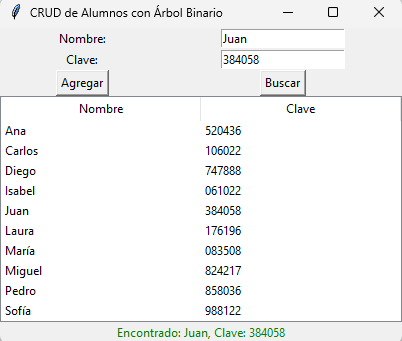 CRUD de Alumnos con Árbol Binario
Nombre: Juan
Clave: 384058
Agregar Buscar
Nombre Clave
Ana 520436
Carlos 106022
Diego 747888
Isabel 061022
Juan 384058
Laura 176196
María 083508
Miguel 824217
Pedro 858036
Sofía 988122
Encontrado: Juan, Clave: 384058